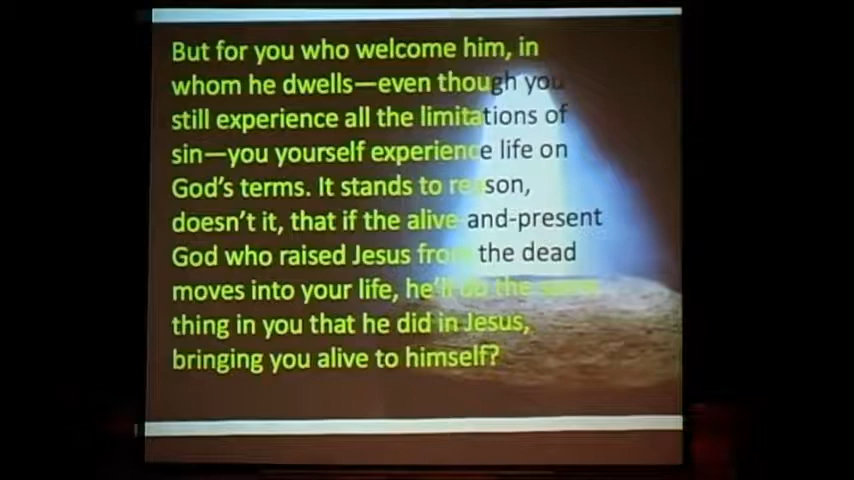 But for you who welcome him, in
whom he dwells—even though you
still experience all the limitations of
sin—you yourself experience life on
God's terms. It stands to reason,
doesn't it, that if the alive-and-present
God who raised Jesus from the dead
moves into your life, he'll do the same
thing in you that he did in Jesus,
bringing you alive to himself?